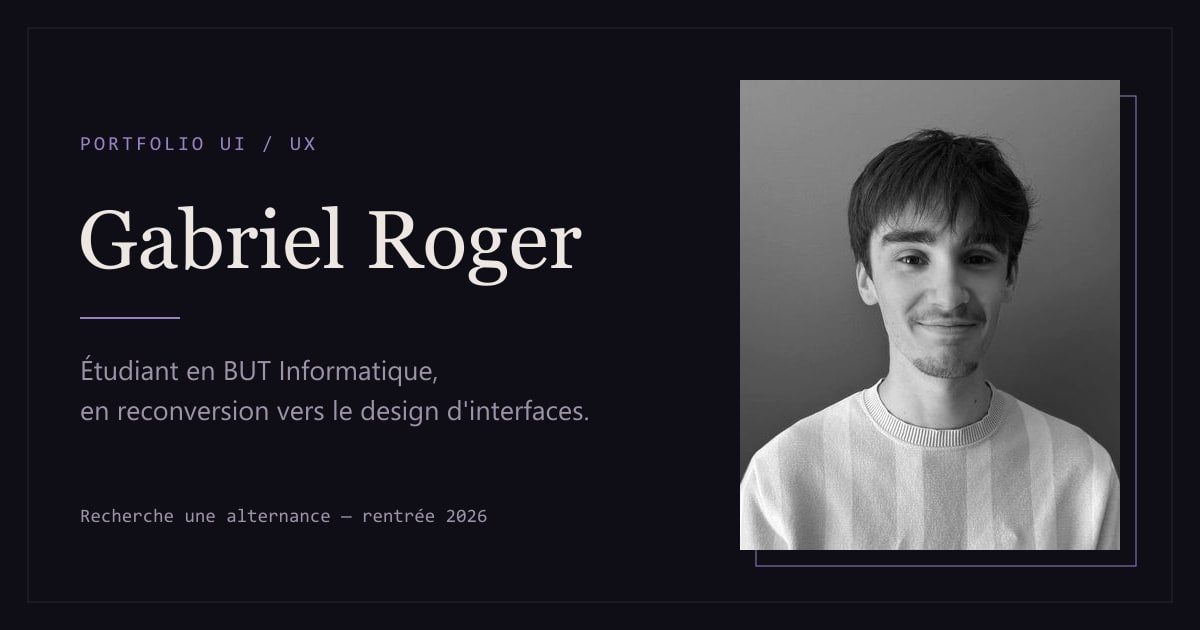 PORTFOLIO UI / UX
Gabriel Roger
Étudiant en BUT Informatique,
en reconversion vers le design d'interfaces.
Recherche une alternance — rentrée 2026